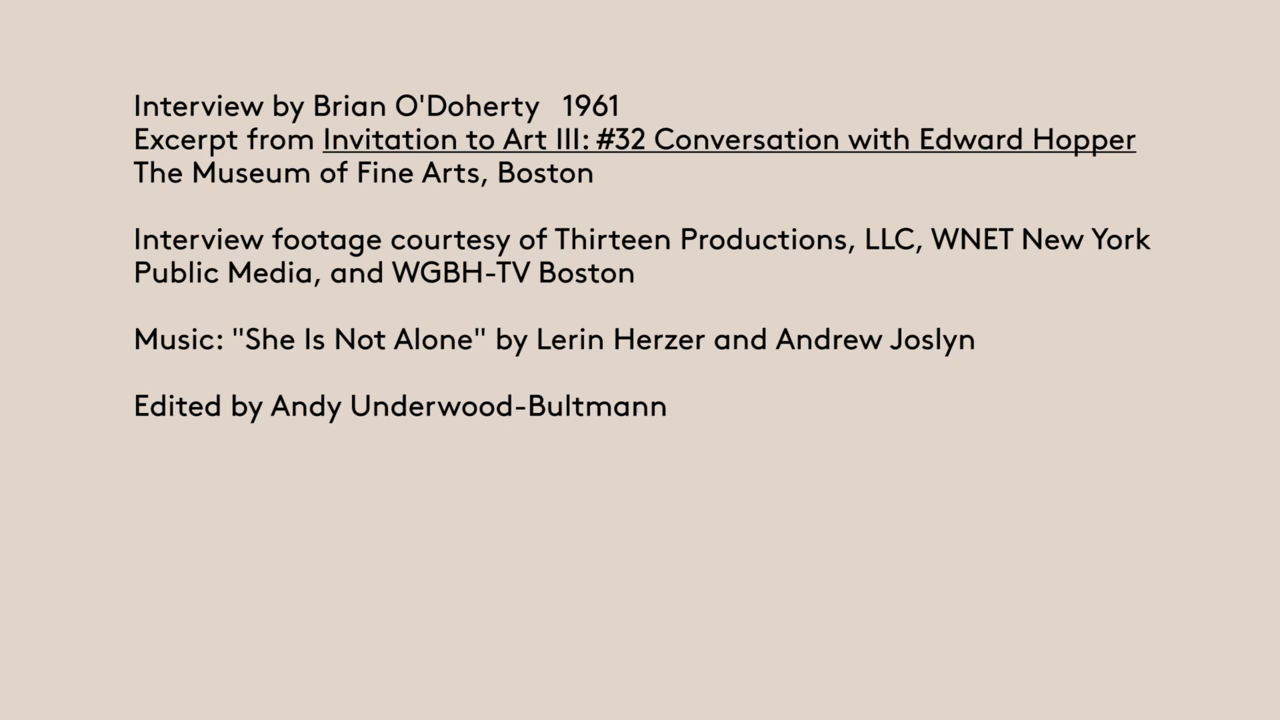 Interview by Brian O'Doherty   1961
Excerpt from Invitation to Art III: #32 Conversation with Edward Hopper
The Museum of Fine Arts, Boston
Interview footage courtesy of Thirteen Productions, LLC, WNET New York
Public Media, and WGBH-TV Boston
Music: "She Is Not Alone" by Lerin Herzer and Andrew Joslyn
Edited by Andy Underwood-Bultmann